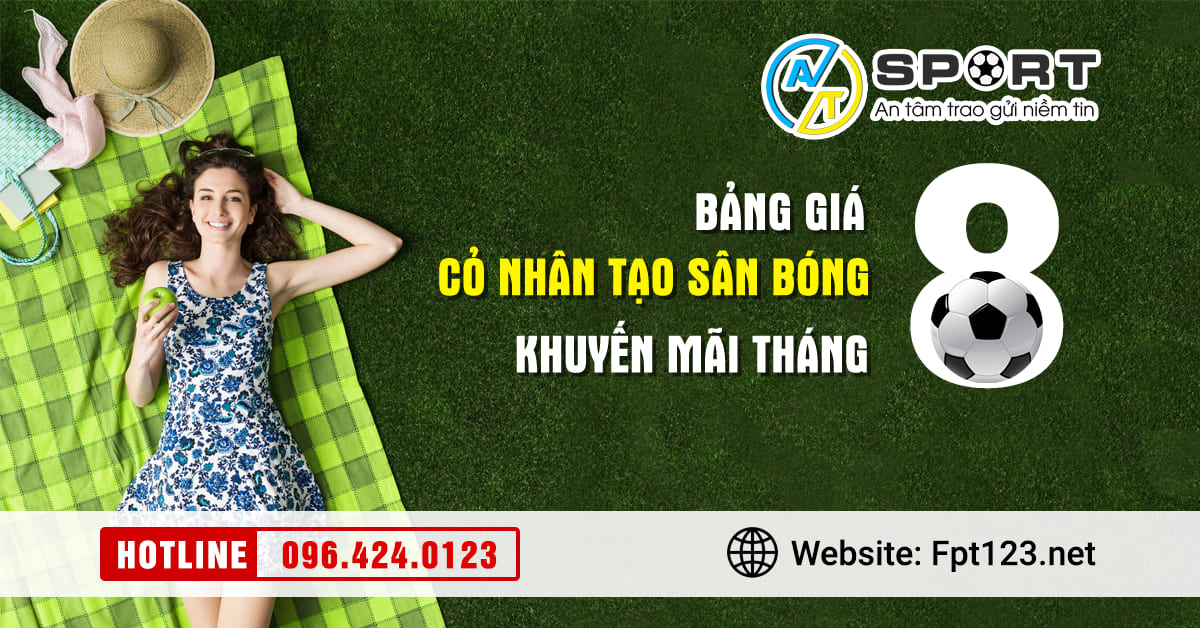 AT SPORT
An tâm trao gửi niềm tin
BẢNG GIÁ
CỎ NHÂN TẠO SÂN BÓNG
KHUYẾN MÃI THÁNG
8
HOTLINE 096.424.0123
Website: Fpt123.net